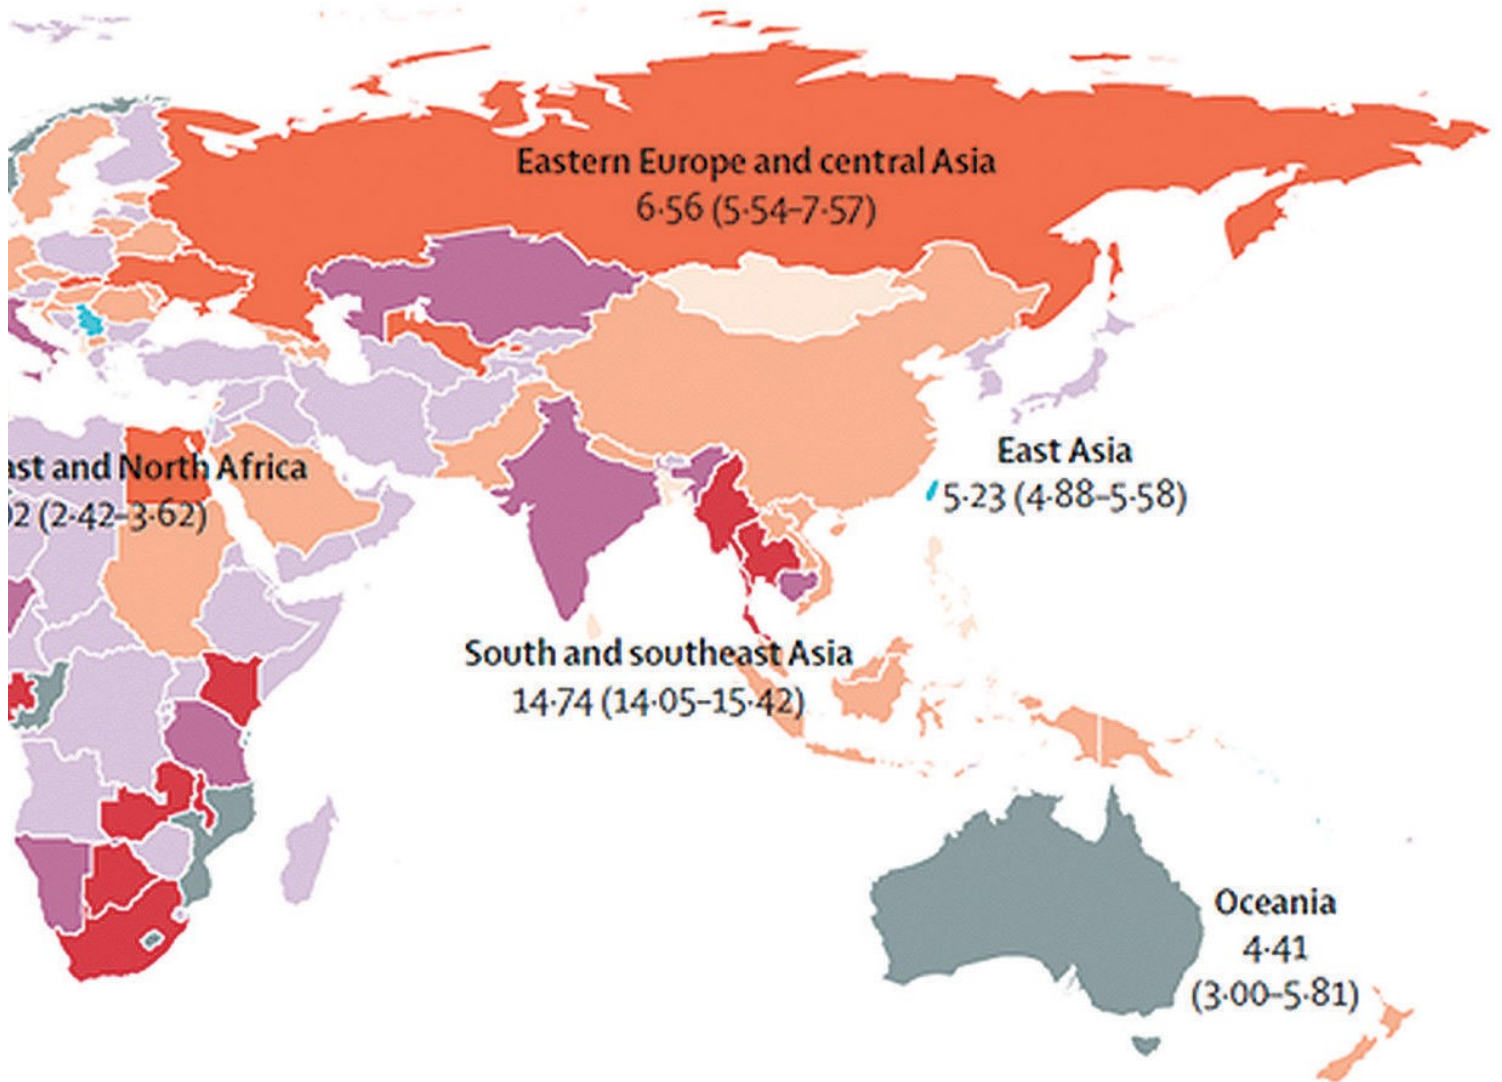 Eastern Europe and central Asia
6·56 (5·54–7·57)
East Asia
5·23 (4·88–5·58)
and North Africa
(2·42–3·62)
South and southeast Asia
14·74 (14·05–15·42)
Oceania
4·41
(3·00–5·81)